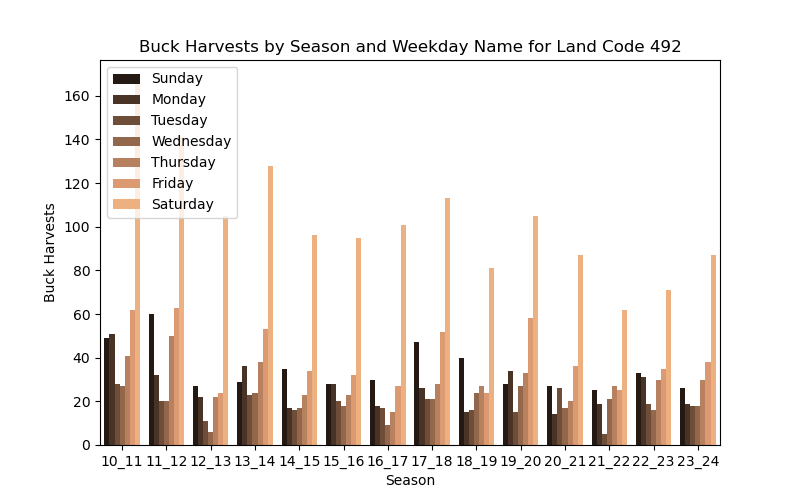 Buck Harvests by Season and Weekday Name for Land Code 492
Sunday
Monday
Tuesday
Wednesday
Thursday
Friday
Saturday
160
140
120
100
80
60
40
20
0
Buck Harvests
10_11 11_12 12_13 13_14 14_15 15_16 16_17 17_18 18_19 19_20 20_21 21_22 22_23 23_24
Season